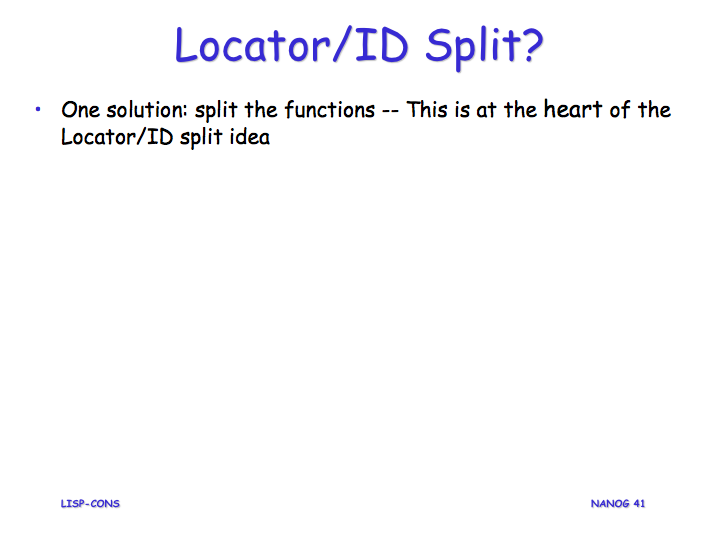 Locator/ID Split?
• One solution: split the functions -- This is at the heart of the
Locator/ID split idea
LISP-CONS
NANOG 41